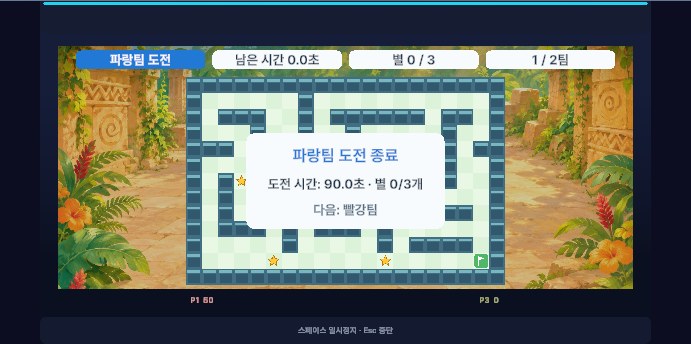 파랑팀 도전
남은 시간 0.0초
별 0 / 3
1 / 2팀
파랑팀 도전 종료
도전 시간: 90.0초 · 별 0/3개
다음: 빨강팀
P1 60
P3 0
스페이스 일시정지 · Esc 중단